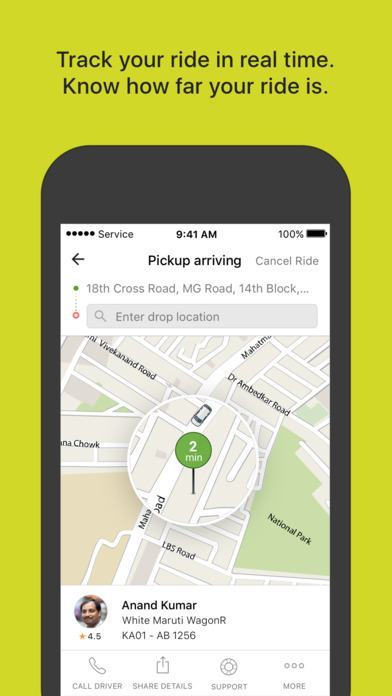 Track your ride in real time.
Know how far your ride is.
Service
9:41 AM
100%
Pickup arriving
Cancel Ride
18th Cross Road, MG Road, 14th Block,...
Enter drop location
Vivekanand Road
Mahatm
Dr Ambedkar Road
ana Chowk
2
min
Maha
oad
LBS Road
National Park
Anand Kumar
White Maruti WagonR
4.5
KA01 - AB 1256
CALL DRIVER
SHARE DETAILS
SUPPORT
MORE